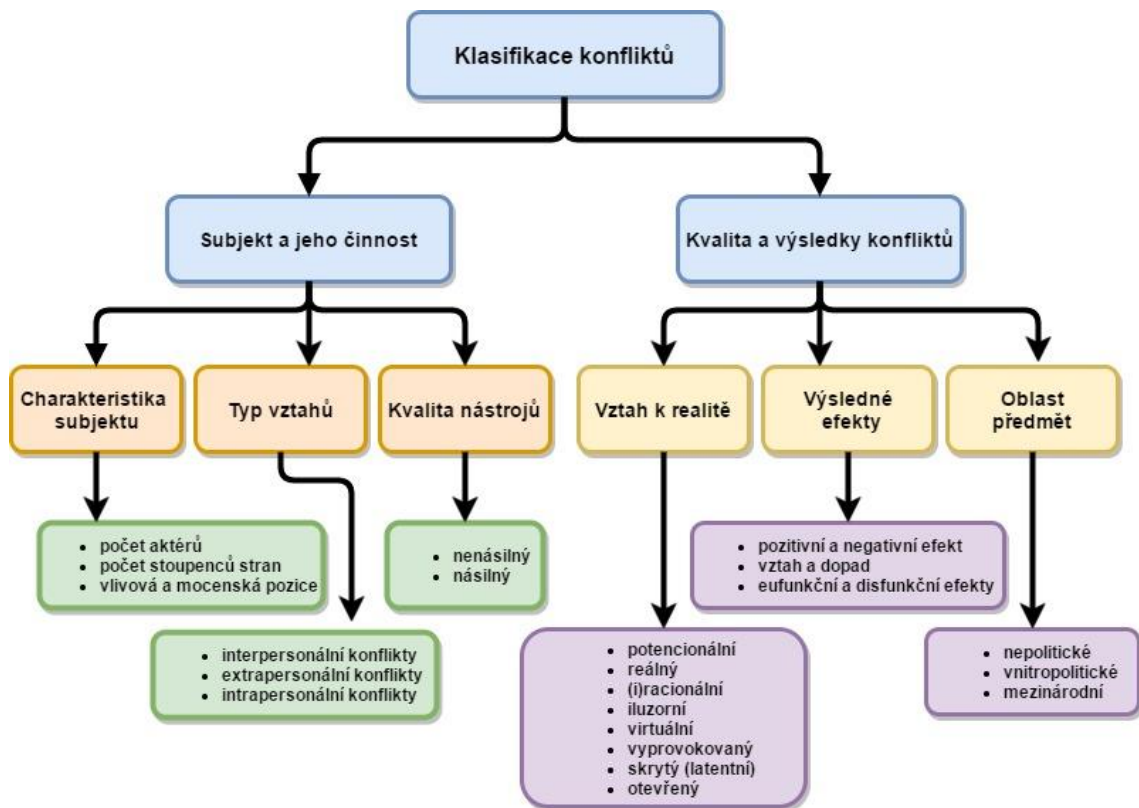 Klasifikace konfliktů
Subjekt a jeho činnost
Kvalita a výsledky konfliktů
Charakteristika
subjektu
Typ vztahů
Kvalita nástrojů
Vztah k realitě
Výsledné
efekty
Oblast
předmět
• počet aktérů
• počet stoupenců stran
• vlivová a mocenská pozice
• nenásilný
• násilný
• pozitivní a negativní efekt
• vztah a dopad
• eufunkční a disfunkční efekty
• interpersonální konflikty
• extrapersonální konflikty
• intrapersonální konflikty
• potencionální
• reálný
• (i)racionální
• iluzorní
• virtuální
• vyprovokovaný
• skrytý (latentní)
• otevřený
• nepolitické
• vnitropolitické
• mezinárodní